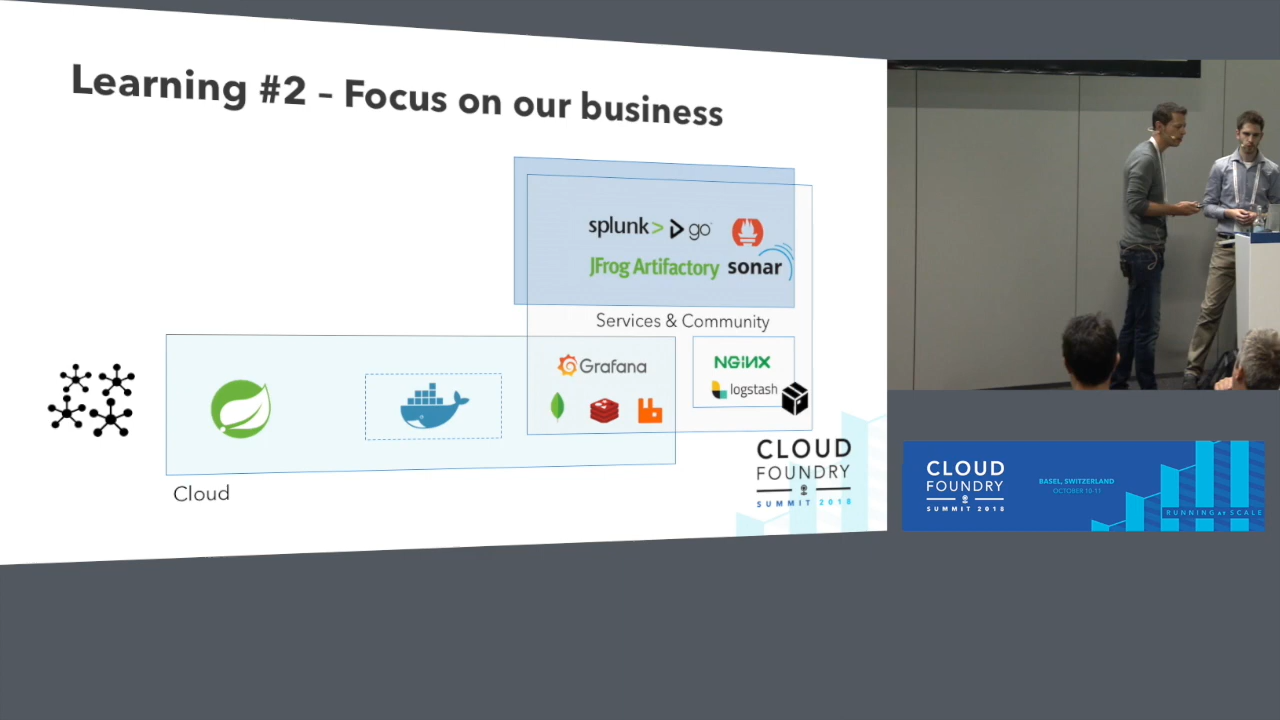 Learning #2 – Focus on our business
splunk> go
JFrog Artifactory sonar
Services & Community
Grafana
NGINX
logstash
Cloud
CLOUD
FOUNDRY
SUMMIT 2018
CLOUD
FOUNDRY
SUMMIT 2018
BASEL, SWITZERLAND
OCTOBER 10-11
RUNNING AT SCALE